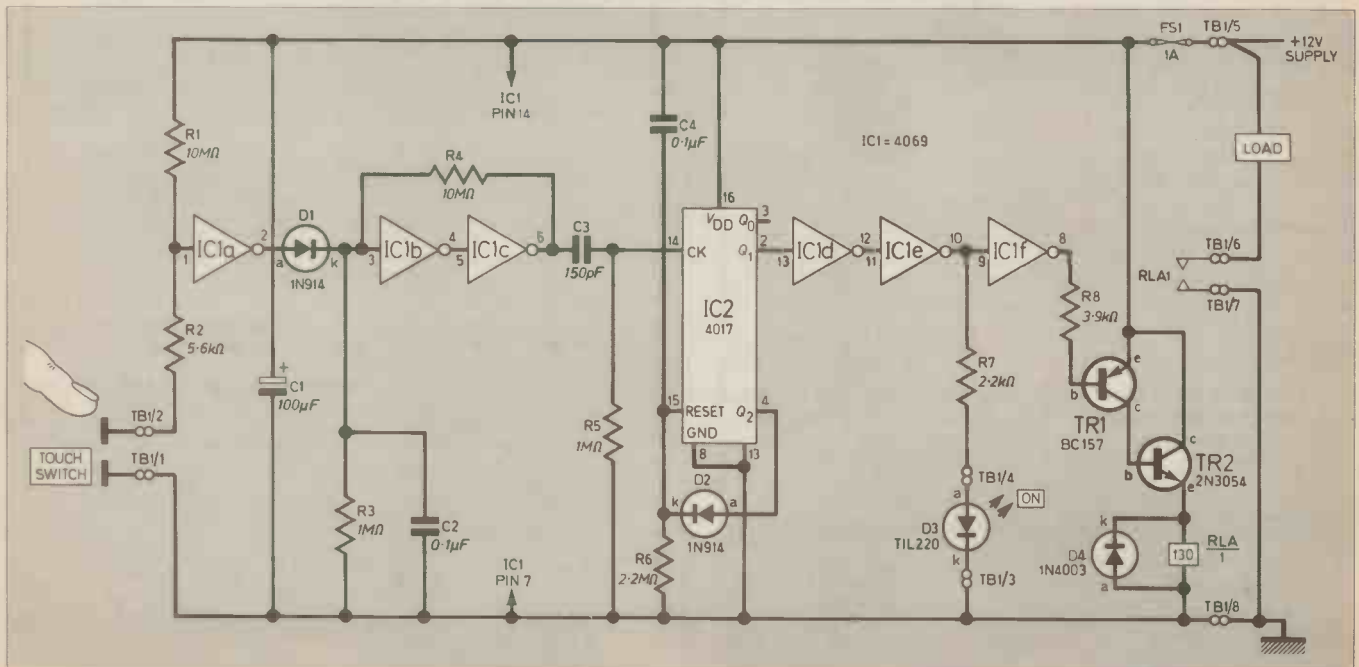 FS1
1A
TB1/5
+12V
SUPPLY
IC1
PIN 14
R1
10MΩ
R4
10MΩ
C4
0·1µF
IC1 = 4069
LOAD
16
VDD
Q0
3
D1
IC1a
1
2
a
k
1N914
IC1b
3
4
IC1c
5
6
C3
150pF
14
CK
Q1
2
IC1d
13
12
IC1e
11
10
IC1f
9
8
TB1/6
RLA1
TB1/7
IC2
4017
R8
3·9kΩ
R2
5·6kΩ
C1
100µF
+
R7
2·2kΩ
e
b
c
TR1
BC157
TB1/2
TOUCH
SWITCH
TB1/1
R5
1MΩ
15
RESET
Q2
4
GND
8
13
c
b
e
TR2
2N3054
D2
k
a
1N914
TB1/4
a
ON
D3
TIL220
k
TB1/3
R3
1MΩ
C2
0·1µF
R6
2·2MΩ
k
D4
1N4003
a
130
RLA
1
IC1
PIN 7
TB1/8